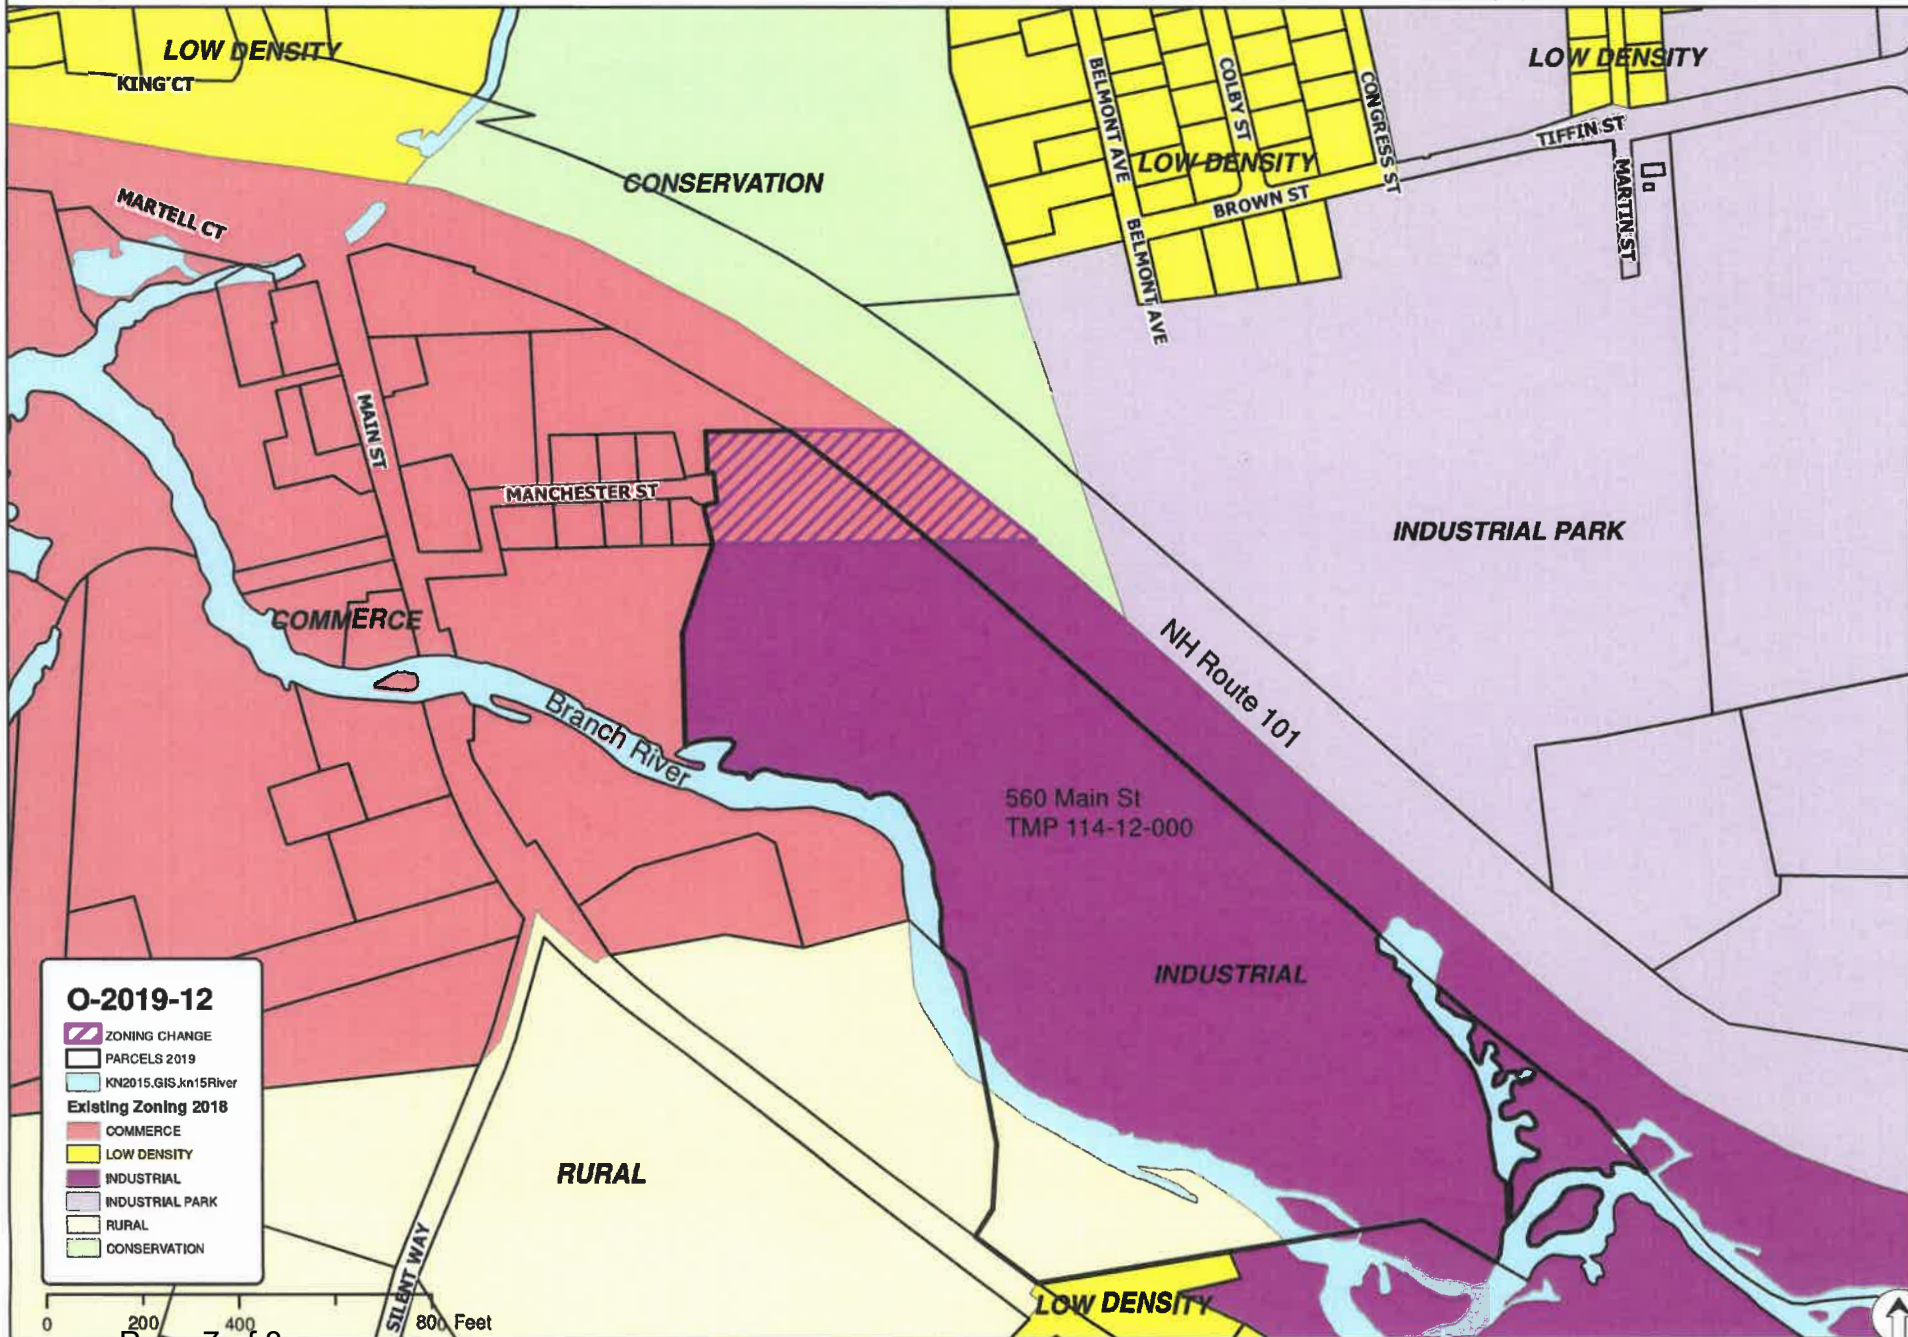 LOW DENSITY
KING CT
LOW DENSITY
BELMONT AVE
COLBY ST
CONGRESS ST
TIFFIN ST
LOW DENSITY
CONSERVATION
BROWN ST
MARTIN ST
MARTELL CT
BELMONT AVE
MAIN ST
MANCHESTER ST
INDUSTRIAL PARK
COMMERCE
NH Route 101
Branch River
560 Main St
TMP 114-12-000
INDUSTRIAL
RURAL
SILENT WAY
LOW DENSITY
O-2019-12
ZONING CHANGE
PARCELS 2019
KN2015.GIS.kn15River
Existing Zoning 2018
COMMERCE
LOW DENSITY
INDUSTRIAL
INDUSTRIAL PARK
RURAL
CONSERVATION
0 200 400 800 Feet